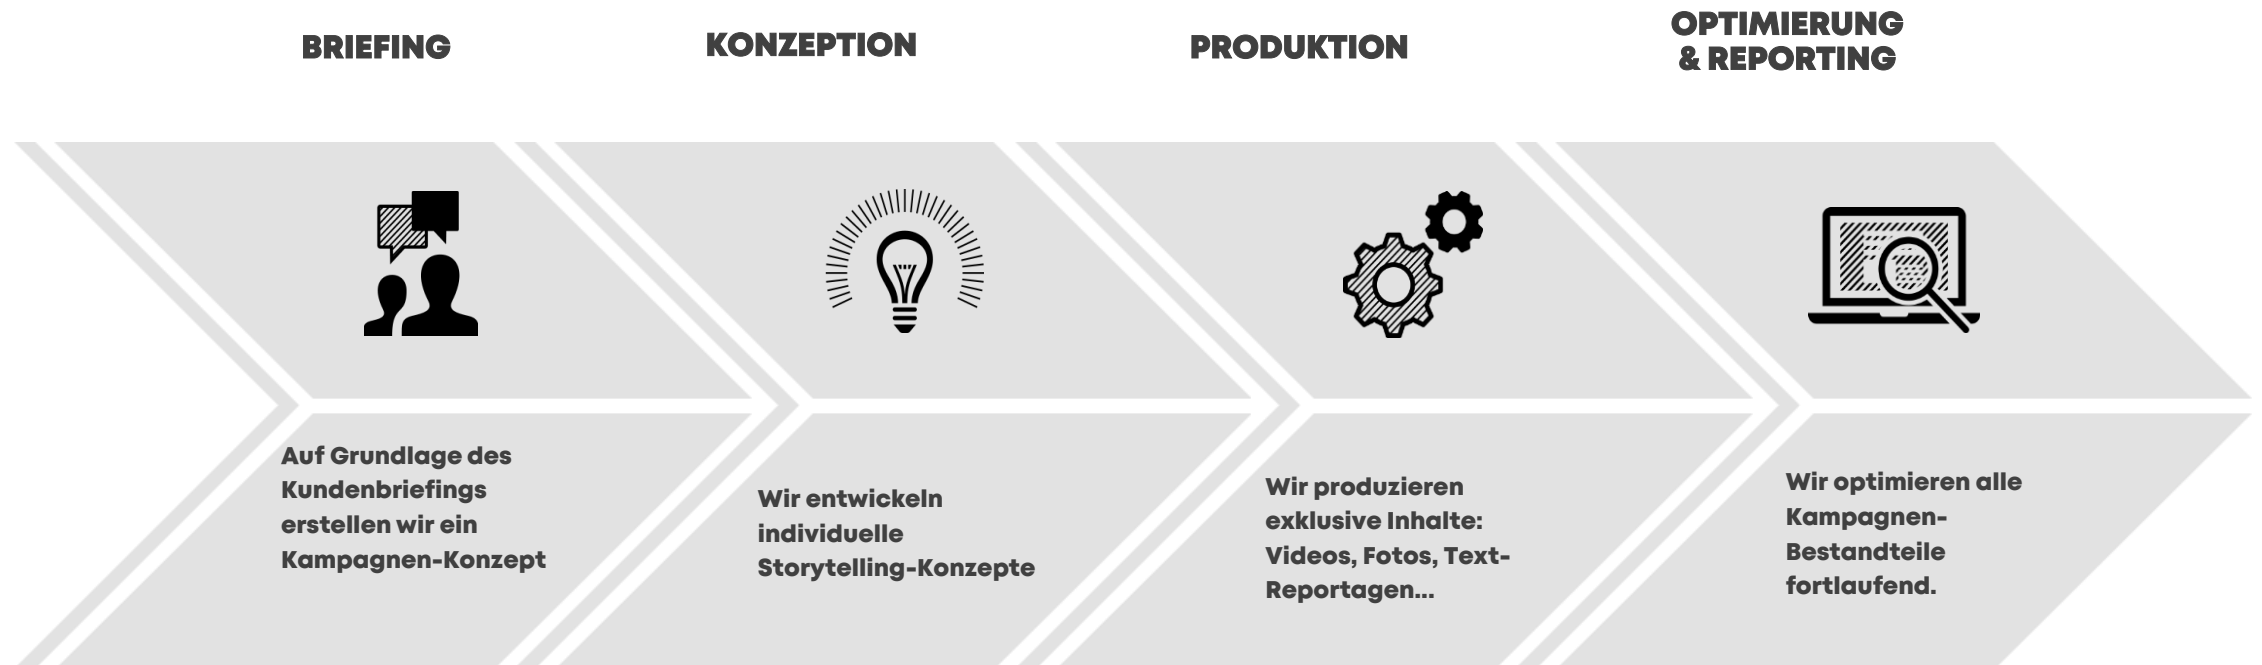 BRIEFING
KONZEPTION
PRODUKTION
OPTIMIERUNG
& REPORTING
Auf Grundlage des
Kundenbriefings
erstellen wir ein
Kampagnen-Konzept
Wir entwickeln
individuelle
Storytelling-Konzepte
Wir produzieren
exklusive Inhalte:
Videos, Fotos, Text-
Reportagen...
Wir optimieren alle
Kampagnen-
Bestandteile
fortlaufend.